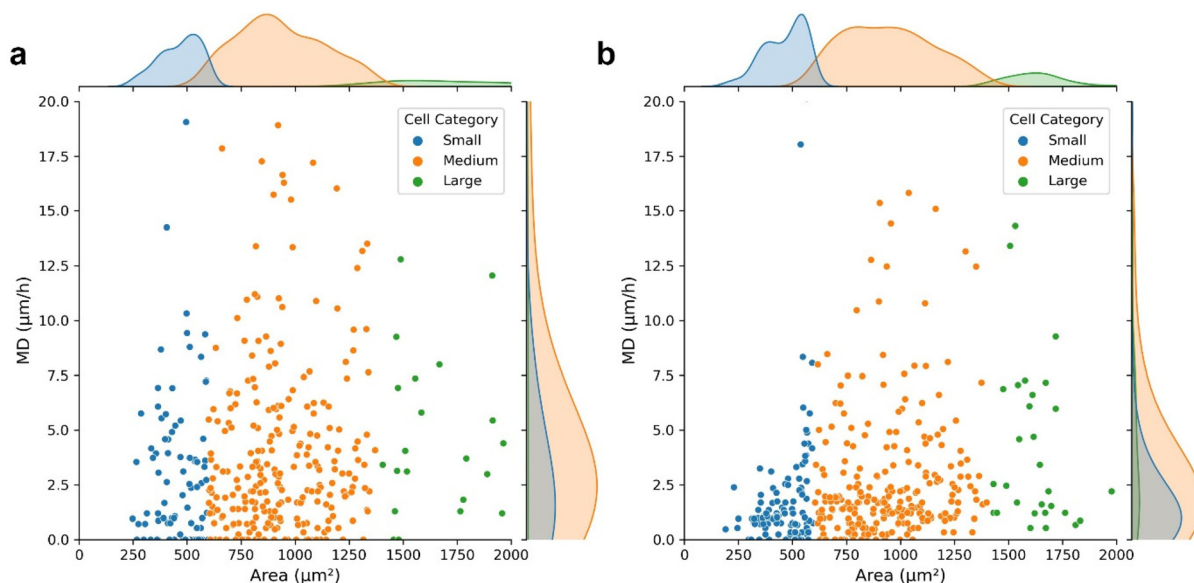 a
20.0
17.5
15.0
12.5
10.0
7.5
5.0
2.5
0.0
MD (µm/h)
Cell Category
Small
Medium
Large
0 250 500 750 1000 1250 1500 1750 2000
Area (µm²)
b
20.0
17.5
15.0
12.5
10.0
7.5
5.0
2.5
0.0
MD (µm/h)
Cell Category
Small
Medium
Large
0 250 500 750 1000 1250 1500 1750 2000
Area (µm²)